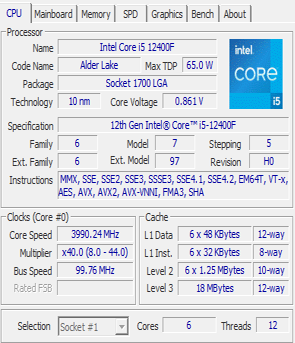 CPU Mainboard Memory SPD Graphics Bench About
Processor
Name Intel Core i5 12400F
Code Name Alder Lake Max TDP 65.0 W
Package Socket 1700 LGA
Technology 10 nm Core Voltage 0.861 V
intel
CORE
i5
Specification 12th Gen Intel® Core™ i5-12400F
Family 6 Model 7 Stepping 5
Ext. Family 6 Ext. Model 97 Revision H0
Instructions MMX, SSE, SSE2, SSE3, SSSE3, SSE4.1, SSE4.2, EM64T, VT-x,
AES, AVX, AVX2, AVX-VNNI, FMA3, SHA
Clocks (Core #0)
Core Speed 3990.24 MHz
Multiplier x40.0 (8.0 - 44.0)
Bus Speed 99.76 MHz
Rated FSB
Cache
L1 Data 6 x 48 KBytes 12-way
L1 Inst. 6 x 32 KBytes 8-way
Level 2 6 x 1.25 MBytes 10-way
Level 3 18 MBytes 12-way
Selection Socket #1 Cores 6 Threads 12